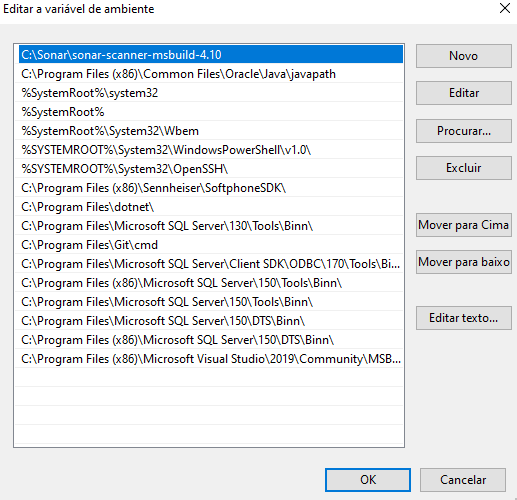 Editar a variável de ambiente
C:\Sonar\sonar-scanner-msbuild-4.10
C:\Program Files (x86)\Common Files\Oracle\Java\javapath
%SystemRoot%\system32
%SystemRoot%
%SystemRoot%\System32\Wbem
%SYSTEMROOT%\System32\WindowsPowerShell\v1.0\
%SYSTEMROOT%\System32\OpenSSH\
C:\Program Files (x86)\Sennheiser\SoftphoneSDK\
C:\Program Files\dotnet\
C:\Program Files\Microsoft SQL Server\130\Tools\Binn\
C:\Program Files\Git\cmd
C:\Program Files\Microsoft SQL Server\Client SDK\ODBC\170\Tools\Bi...
C:\Program Files (x86)\Microsoft SQL Server\150\Tools\Binn\
C:\Program Files\Microsoft SQL Server\150\Tools\Binn\
C:\Program Files\Microsoft SQL Server\150\DTS\Binn\
C:\Program Files (x86)\Microsoft SQL Server\150\DTS\Binn\
C:\Program Files (x86)\Microsoft Visual Studio\2019\Community\MSB...
Novo
Editar
Procurar...
Excluir
Mover para Cima
Mover para baixo
Editar texto...
OK
Cancelar